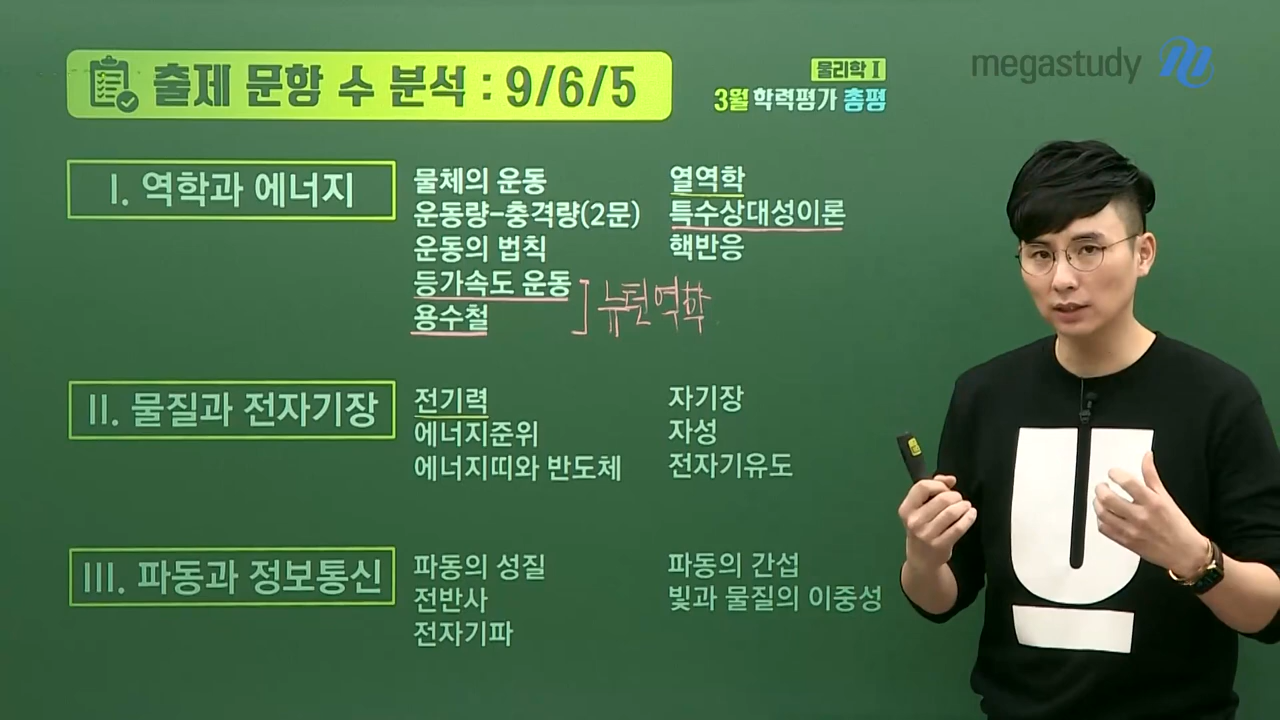 출제 문항 수 분석 : 9/6/5
물리학 I
3월 학력평가 총평
megastudy
I. 역학과 에너지
물체의 운동
운동량-충격량(2문)
운동의 법칙
등가속도 운동
용수철
뉴턴역학
열역학
특수상대성이론
핵반응
II. 물질과 전자기장
전기력
에너지준위
에너지띠와 반도체
자기장
자성
전자기유도
III. 파동과 정보통신
파동의 성질
전반사
전자기파
파동의 간섭
빛과 물질의 이중성